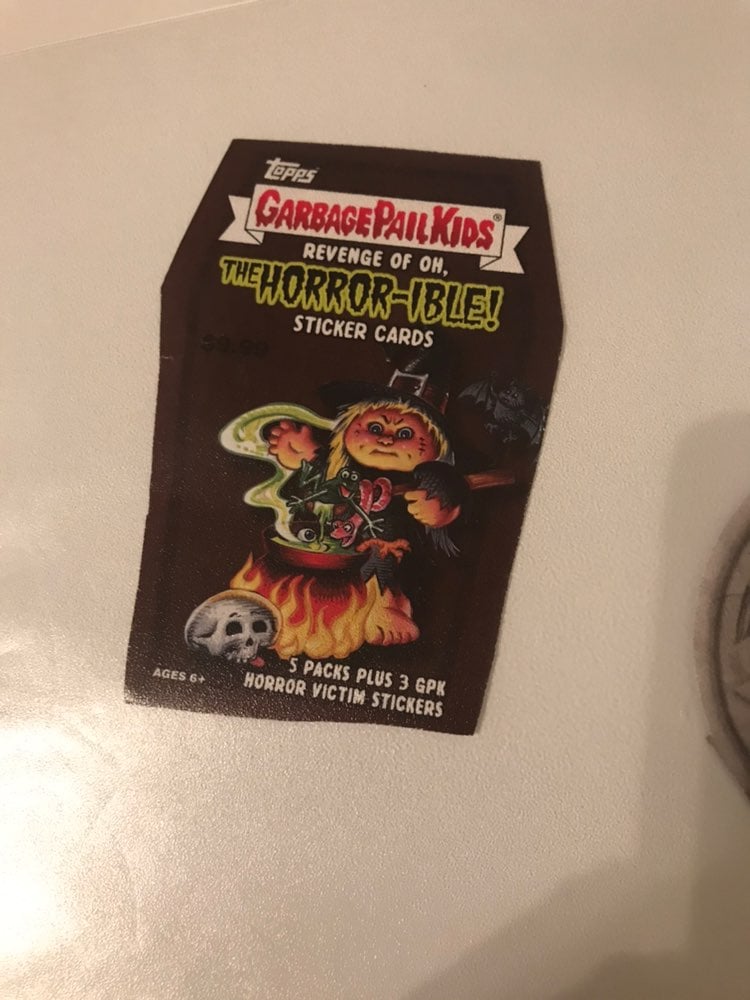 Topps
GARBAGE PAIL KIDS®
REVENGE OF OH,
THE HORROR-IBLE!
STICKER CARDS
$9.99
5 PACKS PLUS 3 GPK
AGES 6+ HORROR VICTIM STICKERS